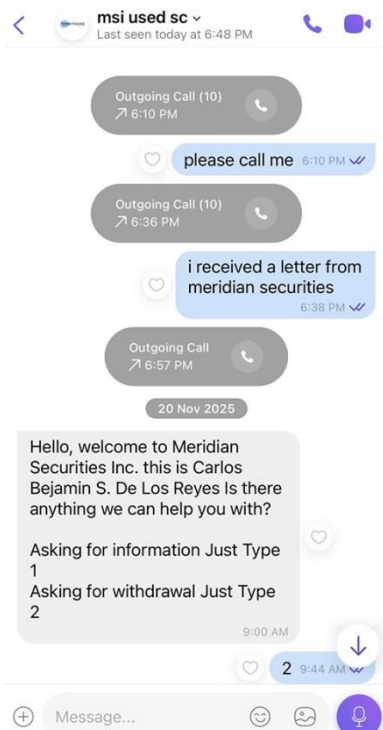 msi used sc
Last seen today at 6:48 PM
Outgoing Call (10)
6:10 PM
please call me 6:10 PM
Outgoing Call (10)
6:36 PM
i received a letter from
meridian securities
6:38 PM
Outgoing Call
6:57 PM
20 Nov 2025
Hello, welcome to Meridian
Securities Inc. this is Carlos
Bejamin S. De Los Reyes Is there
anything we can help you with?
Asking for information Just Type
1
Asking for withdrawal Just Type
2
9:00 AM
2 9:44 AM
Message...